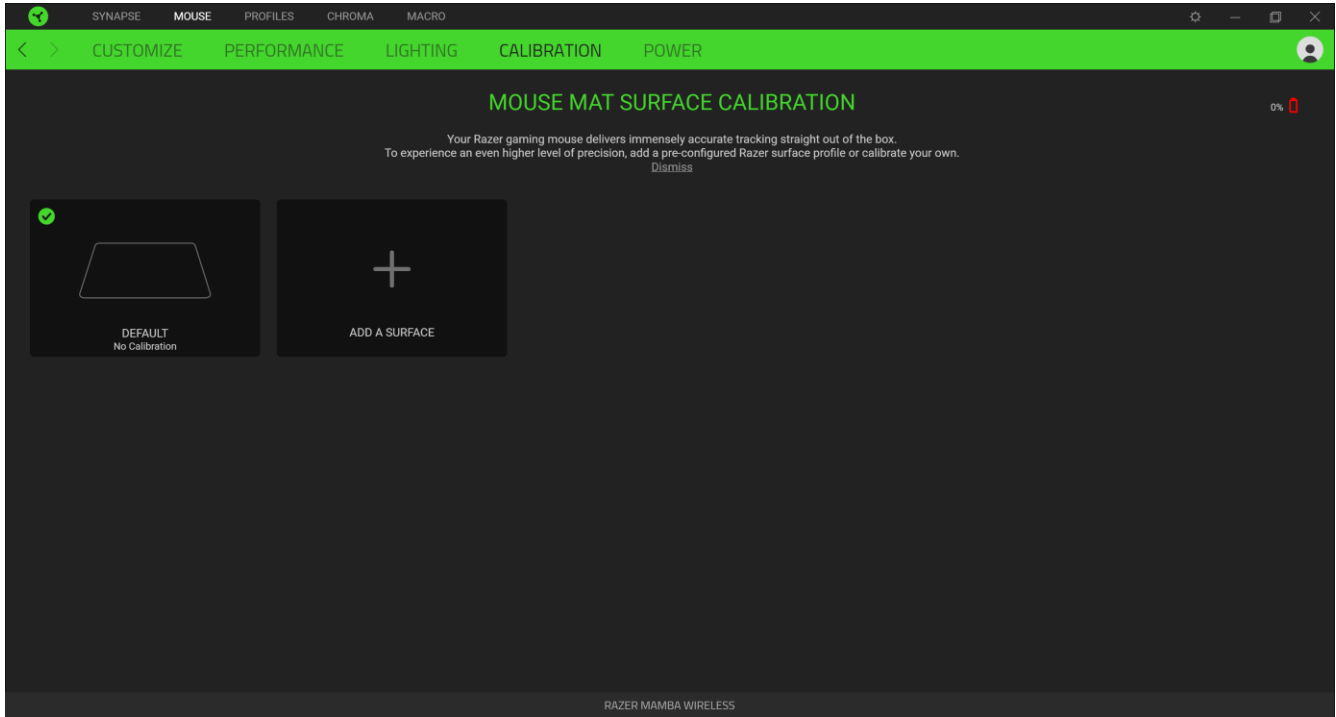 SYNAPSE MOUSE PROFILES CHROMA MACRO
CUSTOMIZE PERFORMANCE LIGHTING CALIBRATION POWER
MOUSE MAT SURFACE CALIBRATION
0%
Your Razer gaming mouse delivers immensely accurate tracking straight out of the box.
To experience an even higher level of precision, add a pre-configured Razer surface profile or calibrate your own.
Dismiss
DEFAULT
No Calibration
ADD A SURFACE
RAZER MAMBA WIRELESS